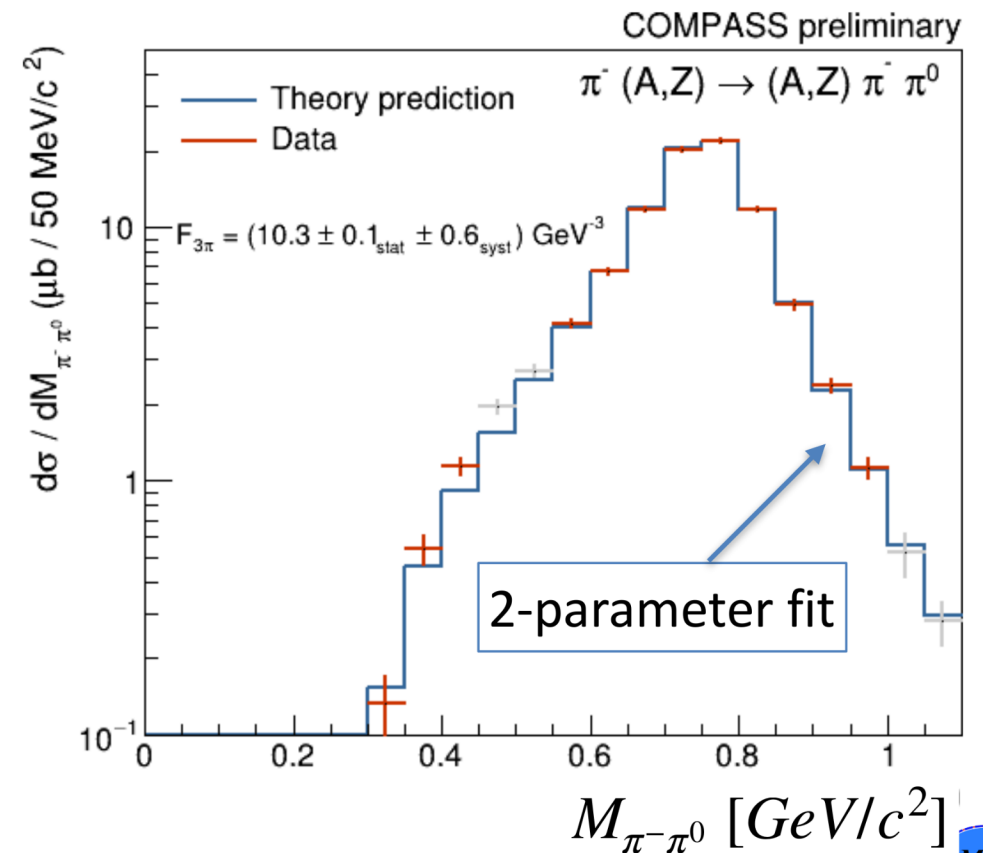 COMPASS preliminary
π⁻ (A,Z) → (A,Z) π⁻ π⁰
Theory prediction
Data
F₃π = (10.3 ± 0.1stat ± 0.6syst) GeV⁻³
dσ / dMπ⁻ π⁰ (μb / 50 MeV/c ²)
10
1
10⁻¹
2-parameter fit
0 0.2 0.4 0.6 0.8 1
Mπ⁻π⁰ [GeV/c²]